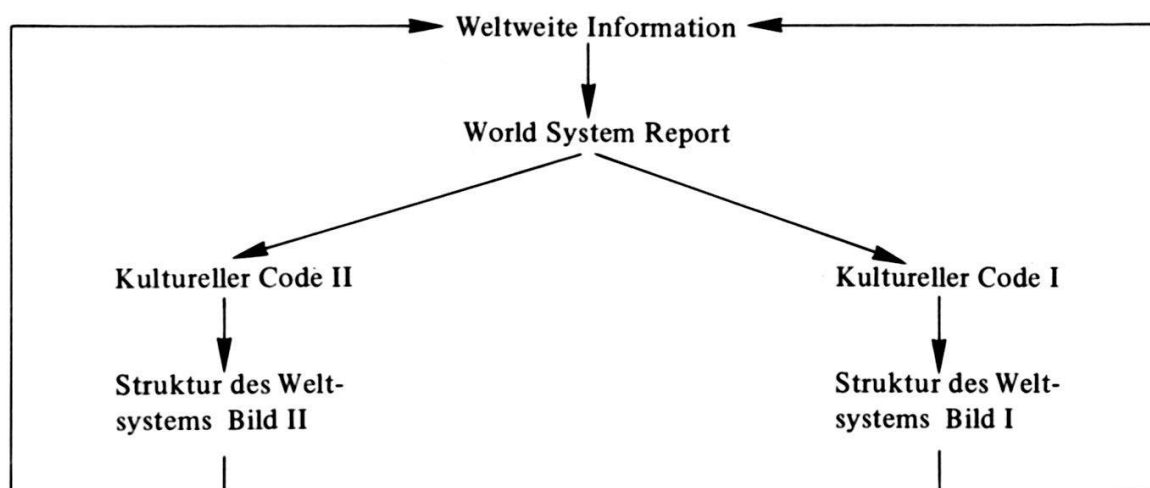 Weltweite Information
World System Report
Kultureller Code II
Kultureller Code I
Struktur des Welt-
systems Bild II
Struktur des Welt-
systems Bild I